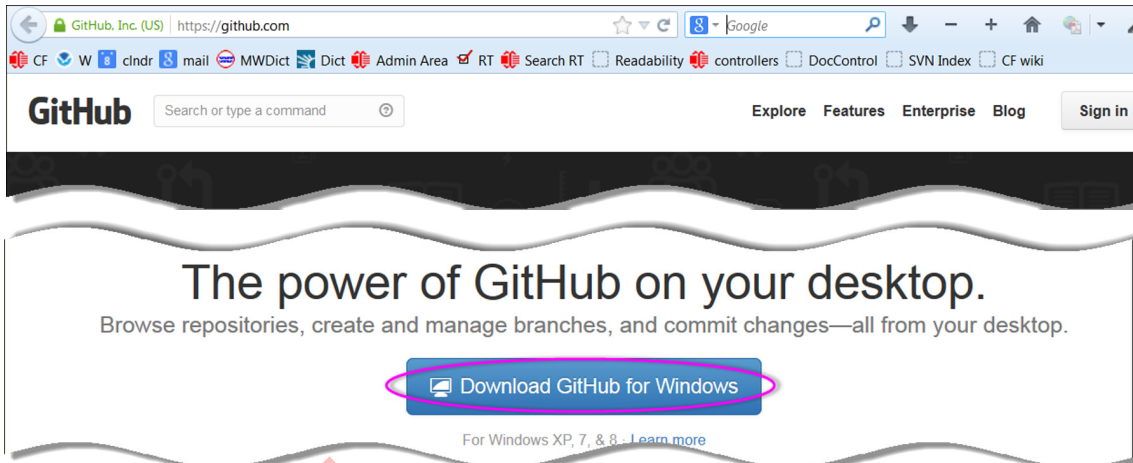 GitHub, Inc. (US) https://github.com Google
CF W 8 clndr 8 mail MWDict Dict Admin Area RT Search RT Readability controllers DocControl SVN Index CF wiki
GitHub Search or type a command Explore Features Enterprise Blog Sign in
The power of GitHub on your desktop.
Browse repositories, create and manage branches, and commit changes—all from your desktop.
Download GitHub for Windows
For Windows XP, 7, & 8 · Learn more